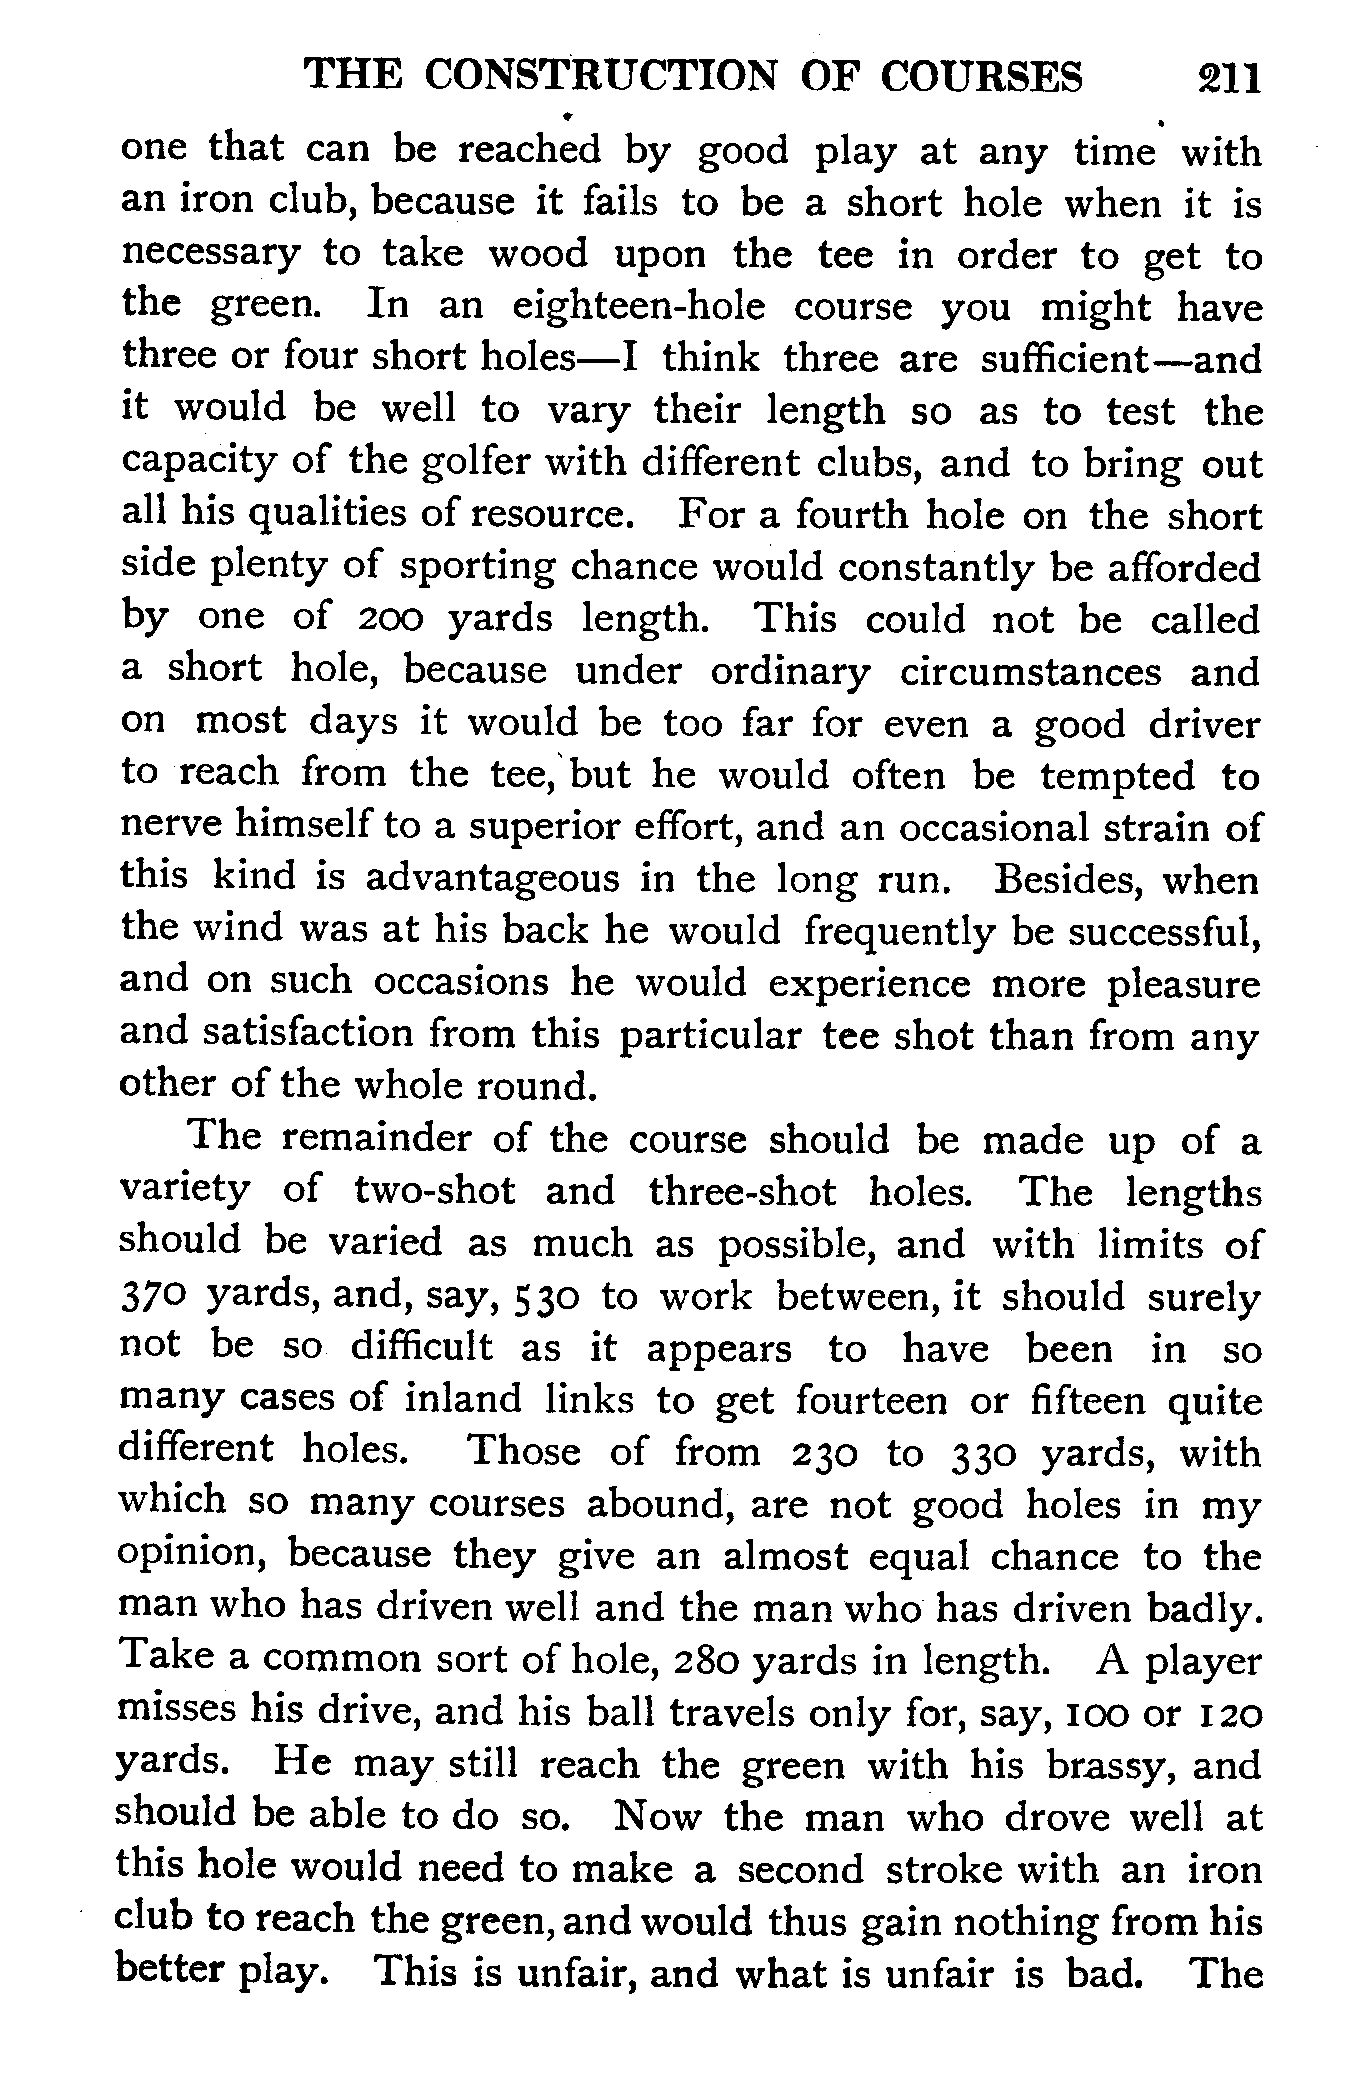 THE CONSTRUCTION OF COURSES 211
one that can be reached by good play at any time with
an iron club, because it fails to be a short hole when it is
necessary to take wood upon the tee in order to get to
the green. In an eighteen-hole course you might have
three or four short holes—I think three are sufficient—and
it would be well to vary their length so as to test the
capacity of the golfer with different clubs, and to bring out
all his qualities of resource. For a fourth hole on the short
side plenty of sporting chance would constantly be afforded
by one of 200 yards length. This could not be called
a short hole, because under ordinary circumstances and
on most days it would be too far for even a good driver
to reach from the tee, but he would often be tempted to
nerve himself to a superior effort, and an occasional strain of
this kind is advantageous in the long run. Besides, when
the wind was at his back he would frequently be successful,
and on such occasions he would experience more pleasure
and satisfaction from this particular tee shot than from any
other of the whole round.
The remainder of the course should be made up of a
variety of two-shot and three-shot holes. The lengths
should be varied as much as possible, and with limits of
370 yards, and, say, 530 to work between, it should surely
not be so difficult as it appears to have been in so
many cases of inland links to get fourteen or fifteen quite
different holes. Those of from 230 to 330 yards, with
which so many courses abound, are not good holes in my
opinion, because they give an almost equal chance to the
man who has driven well and the man who has driven badly.
Take a common sort of hole, 280 yards in length. A player
misses his drive, and his ball travels only for, say, 100 or 120
yards. He may still reach the green with his brassy, and
should be able to do so. Now the man who drove well at
this hole would need to make a second stroke with an iron
club to reach the green, and would thus gain nothing from his
better play. This is unfair, and what is unfair is bad. The